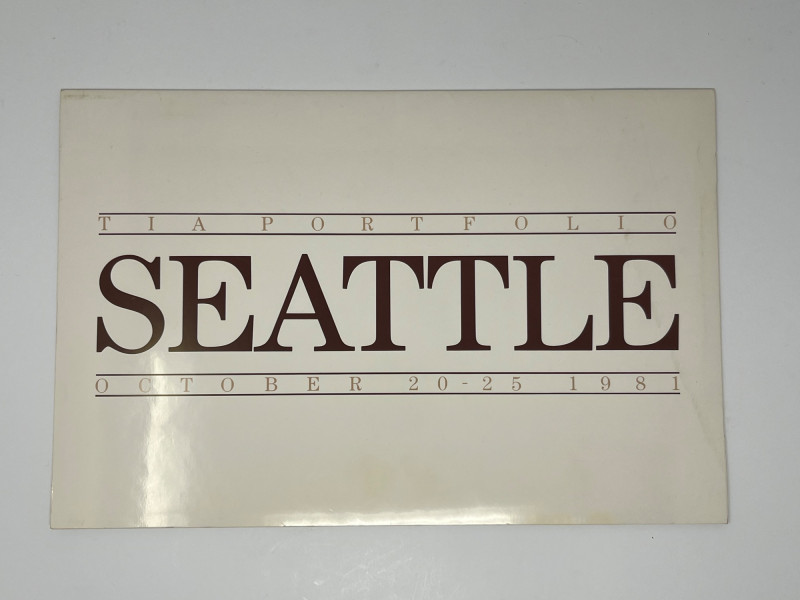 TIA PORTFOLIO
SEATTLE
OCTOBER 20-25 1981